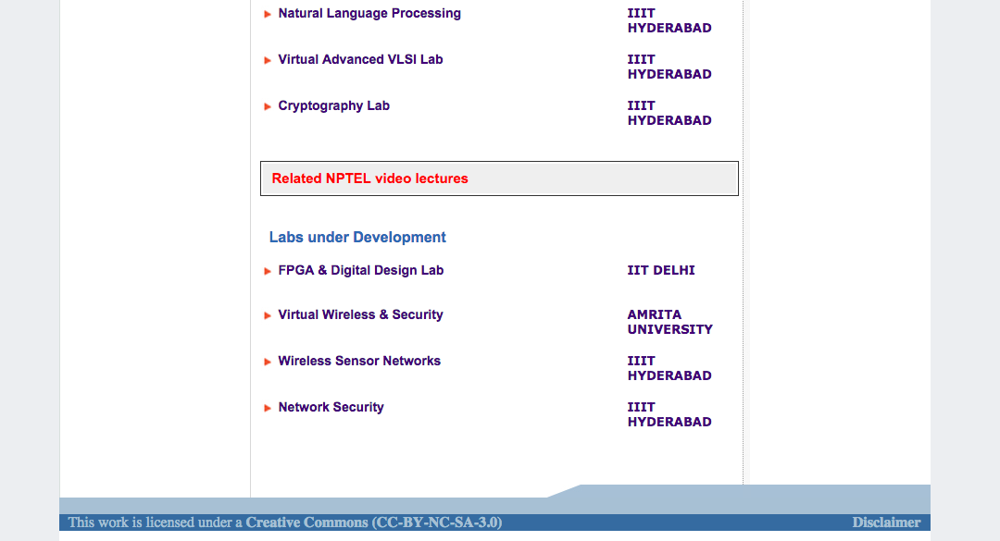 Natural Language Processing IIIT
HYDERABAD
Virtual Advanced VLSI Lab IIIT
HYDERABAD
Cryptography Lab IIIT
HYDERABAD
Related NPTEL video lectures
Labs under Development
FPGA & Digital Design Lab IIT DELHI
Virtual Wireless & Security AMRITA
UNIVERSITY
Wireless Sensor Networks IIIT
HYDERABAD
Network Security IIIT
HYDERABAD
This work is licensed under a Creative Commons (CC-BY-NC-SA-3.0) Disclaimer